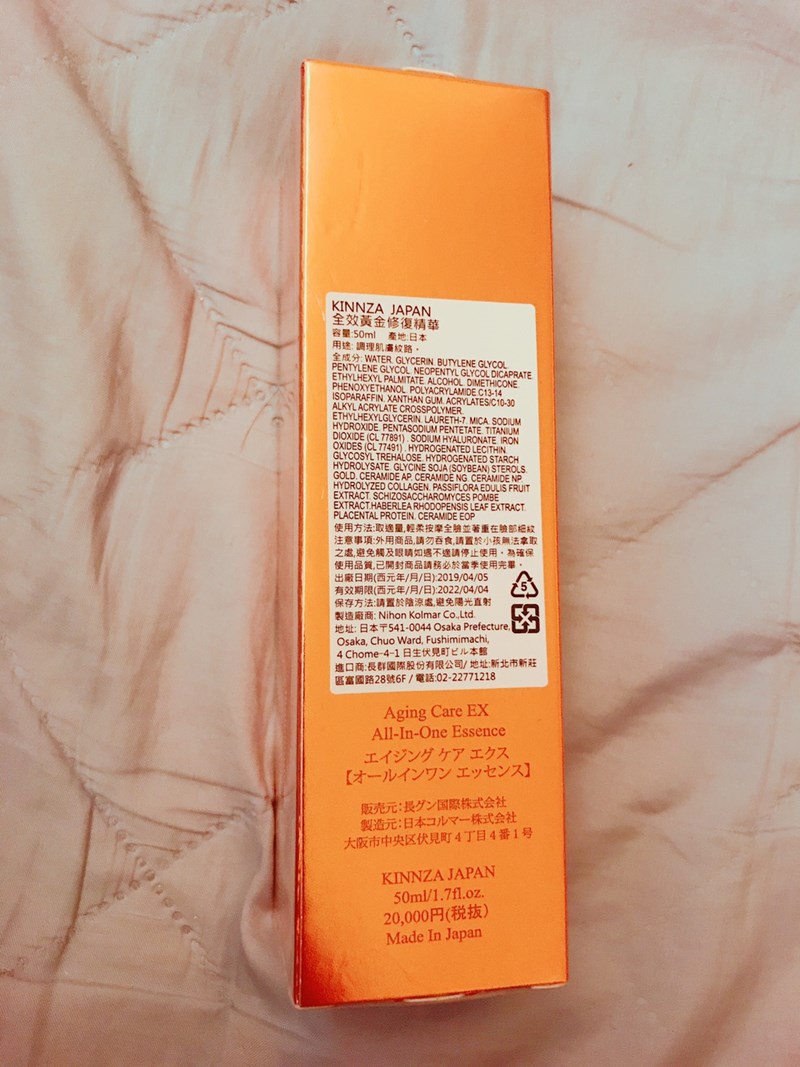 KINNZA JAPAN
全效黃金修復精華
容量:50ml 產地:日本
用途: 調理肌膚紋路。
全成分: WATER. GLYCERIN. BUTYLENE GLYCOL.
PENTYLENE GLYCOL. NEOPENTYL GLYCOL DICAPRATE.
ETHYLHEXYL PALMITATE. ALCOHOL. DIMETHICONE.
PHENOXYETHANOL. POLYACRYLAMIDE.C13-14
ISOPARAFFIN. XANTHAN GUM. ACRYLATES/C10-30
ALKYL ACRYLATE CROSSPOLYMER.
ETHYLHEXYLGLYCERIN. LAURETH-7. MICA. SODIUM
HYDROXIDE. PENTASODIUM PENTETATE. TITANIUM
DIOXIDE (CL 77891) . SODIUM HYALURONATE. IRON
OXIDES (CL 77491) . HYDROGENATED LECITHIN.
GLYCOSYL TREHALOSE. HYDROGENATED STARCH
HYDROLYSATE. GLYCINE SOJA (SOYBEAN) STEROLS.
GOLD. CERAMIDE AP. CERAMIDE NG. CERAMIDE NP.
HYDROLYZED COLLAGEN. PASSIFLORA EDULIS FRUIT
EXTRACT. SCHIZOSACCHAROMYCES POMBE
EXTRACT.HABERLEA RHODOPENSIS LEAF EXTRACT.
PLACENTAL PROTEIN. CERAMIDE EOP
使用方法:取適量,輕柔按摩全臉並著重在臉部細紋
注意事項:外用商品,請勿吞食,請置於小孩無法拿取
之處,避免觸及眼睛如遇不適請停止使用。為確保
使用品質,已開封商品請務必於當季使用完畢。
出廠日期(西元年/月/日):2019/04/05
有效期限(西元年/月/日):2022/04/04
保存方法:請置於陰涼處,避免陽光直射
製造廠商: Nihon Kolmar Co.,Ltd.
地址: 日本〒541-0044 Osaka Prefecture,
Osaka, Chuo Ward, Fushimimachi,
4 Chome-4-1 日生伏見町ビル本館
進口商:長群國際股份有限公司/ 地址:新北市新莊
區富國路28號6F / 電話:02-22771218
5
Aging Care EX
All-In-One Essence
エイジング ケア エクス
【オールインワン エッセンス】
販売元:長グン国際株式会社
製造元:日本コルマー株式会社
大阪市中央区伏見町４丁目４番１号
KINNZA JAPAN
50ml/1.7fl.oz.
20,000円(税抜)
Made In Japan